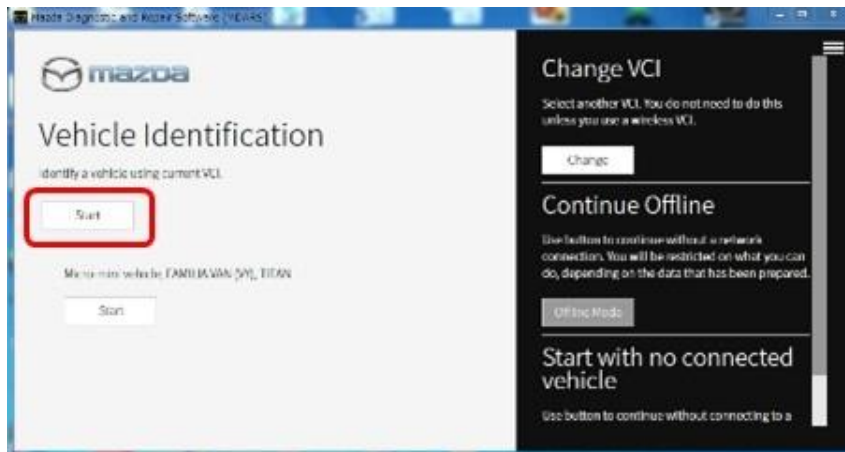 Mazda Diagnostic and Repair Software (MDARS)
mazda
Vehicle Identification
Identify a vehicle using current VCI.
Start
Micro-mini vehicle, FAMILIA VAN (VY), TITAN
Start
Change VCI
Select another VCI. You do not need to do this
unless you use a wireless VCI.
Change
Continue Offline
Use button to continue without a network
connection. You will be restricted on what you can
do, depending on the data that has been prepared.
Offline Mode
Start with no connected
vehicle
Use button to continue without connecting to a